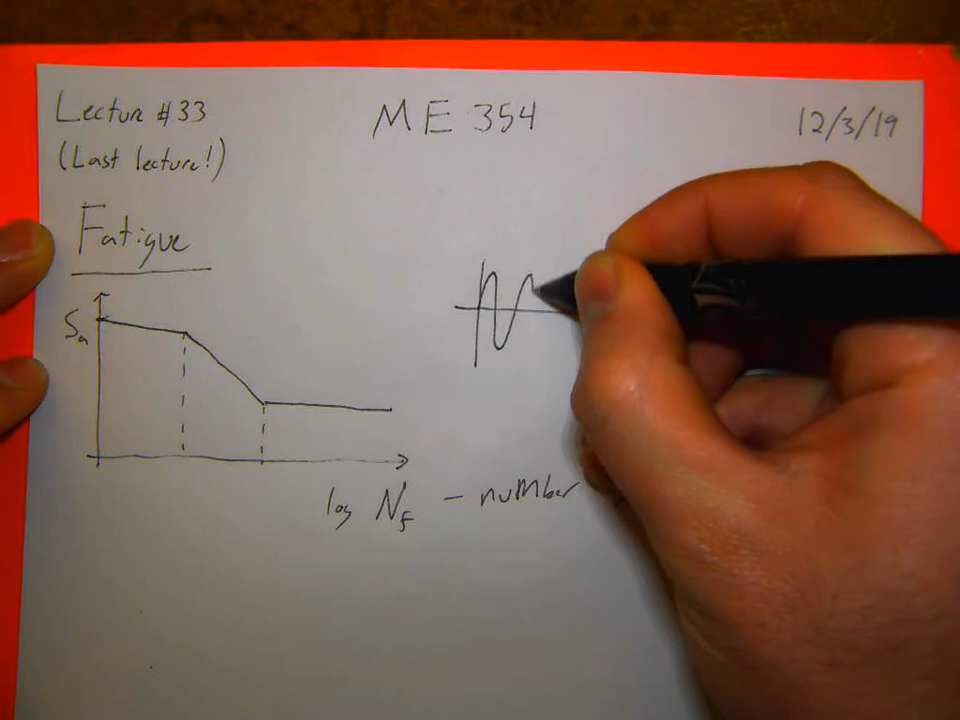 Lecture #33
ME 354
12/3/19
(Last lecture!)
Fatigue
Sa
log Nf - number